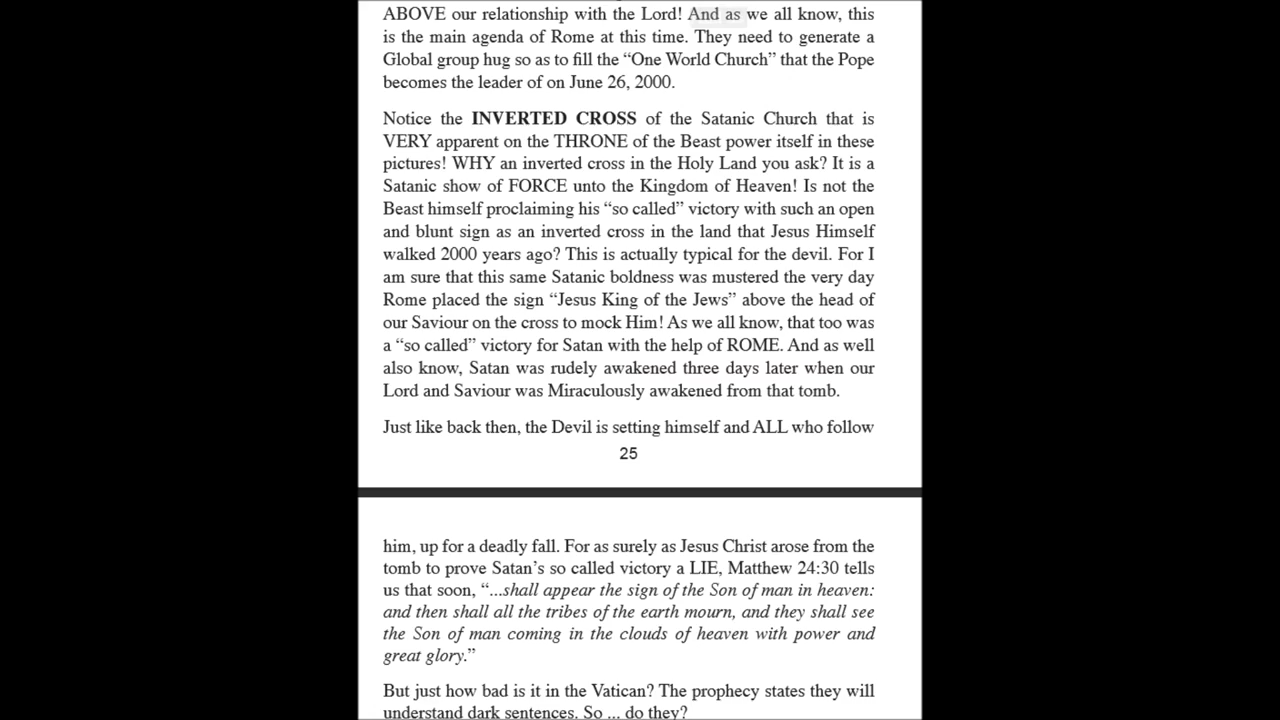 ABOVE our relationship with the Lord! And as we all know, this
is the main agenda of Rome at this time. They need to generate a
Global group hug so as to fill the “One World Church” that the Pope
becomes the leader of on June 26, 2000.
Notice the INVERTED CROSS of the Satanic Church that is
VERY apparent on the THRONE of the Beast power itself in these
pictures! WHY an inverted cross in the Holy Land you ask? It is a
Satanic show of FORCE unto the Kingdom of Heaven! Is not the
Beast himself proclaiming his “so called” victory with such an open
and blunt sign as an inverted cross in the land that Jesus Himself
walked 2000 years ago? This is actually typical for the devil. For I
am sure that this same Satanic boldness was mustered the very day
Rome placed the sign “Jesus King of the Jews” above the head of
our Saviour on the cross to mock Him! As we all know, that too was
a “so called” victory for Satan with the help of ROME. And as well
also know, Satan was rudely awakened three days later when our
Lord and Saviour was Miraculously awakened from that tomb.
Just like back then, the Devil is setting himself and ALL who follow
25
him, up for a deadly fall. For as surely as Jesus Christ arose from the
tomb to prove Satan’s so called victory a LIE, Matthew 24:30 tells
us that soon, “...shall appear the sign of the Son of man in heaven:
and then shall all the tribes of the earth mourn, and they shall see
the Son of man coming in the clouds of heaven with power and
great glory.”
But just how bad is it in the Vatican? The prophecy states they will
understand dark sentences. So ... do they?